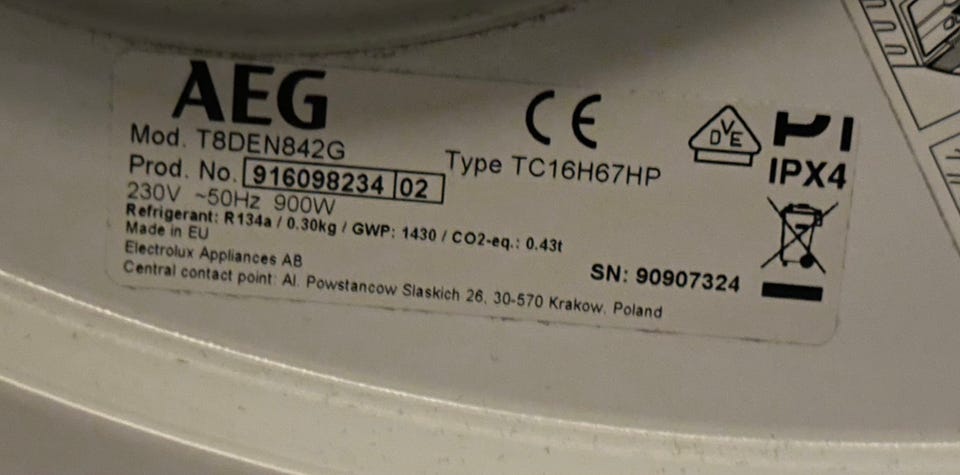 AEG
Mod. T8DEN842G
Type TC16H67HP
Prod. No. 916098234 02
230V ~50Hz 900W
Refrigerant: R134a / 0.30kg / GWP: 1430 / CO2-eq.: 0.43t
Made in EU
Electrolux Appliances AB
Central contact point: Al. Powstancow Slaskich 26, 30-570 Krakow, Poland
SN: 90907324
CE
DVE
IPX4